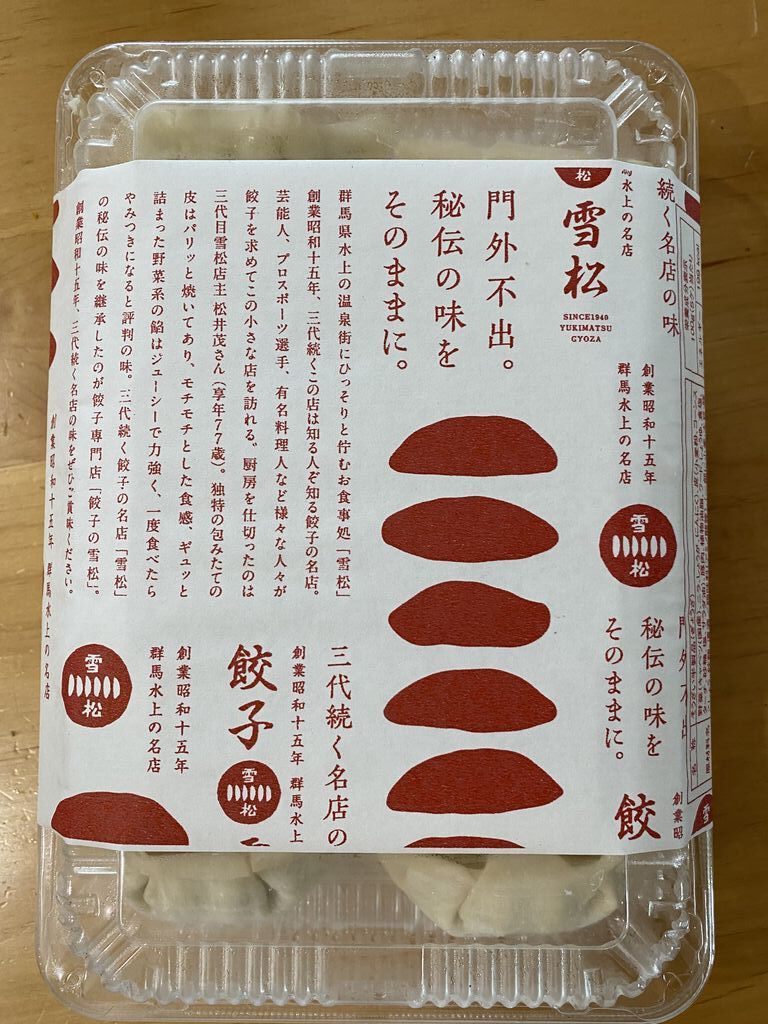 続く名店の味
群馬水上の名店
松
雪松
SINCE1940
YUKIMATSU
GYOZA
門外不出。
秘伝の味を
そのままに。
群馬県水上の温泉街にひっそりと佇むお食事処「雪松」
創業昭和十五年、三代続くこの店は知る人ぞ知る餃子の名店。
芸能人、プロスポーツ選手、有名料理人など様々な人々が
餃子を求めてこの小さな店を訪れる。厨房を仕切ったのは
三代目雪松店主 松井茂さん（享年77歳）。独特の包みたての
皮はパリッと焼いてあり、モチモチとした食感、ギュッと
詰まった野菜系の餡はジューシーで力強く、一度食べたら
やみつきになると評判の味。三代続く餃子の名店「雪松」
の秘伝の味を継承したのが餃子専門店「餃子の雪松」。
創業昭和十五年、三代続く名店の味をぜひご賞味ください。
創業昭和十五年 群馬水上の名店
創業昭和十五年
群馬水上の名店
雪
松
秘伝の味を
そのままに。
創業昭
餃
三代続く名店の
創業昭和十五年 群馬水上
餃子
雪
松
創業昭和十五年
群馬水上の名店
雪
松
雪